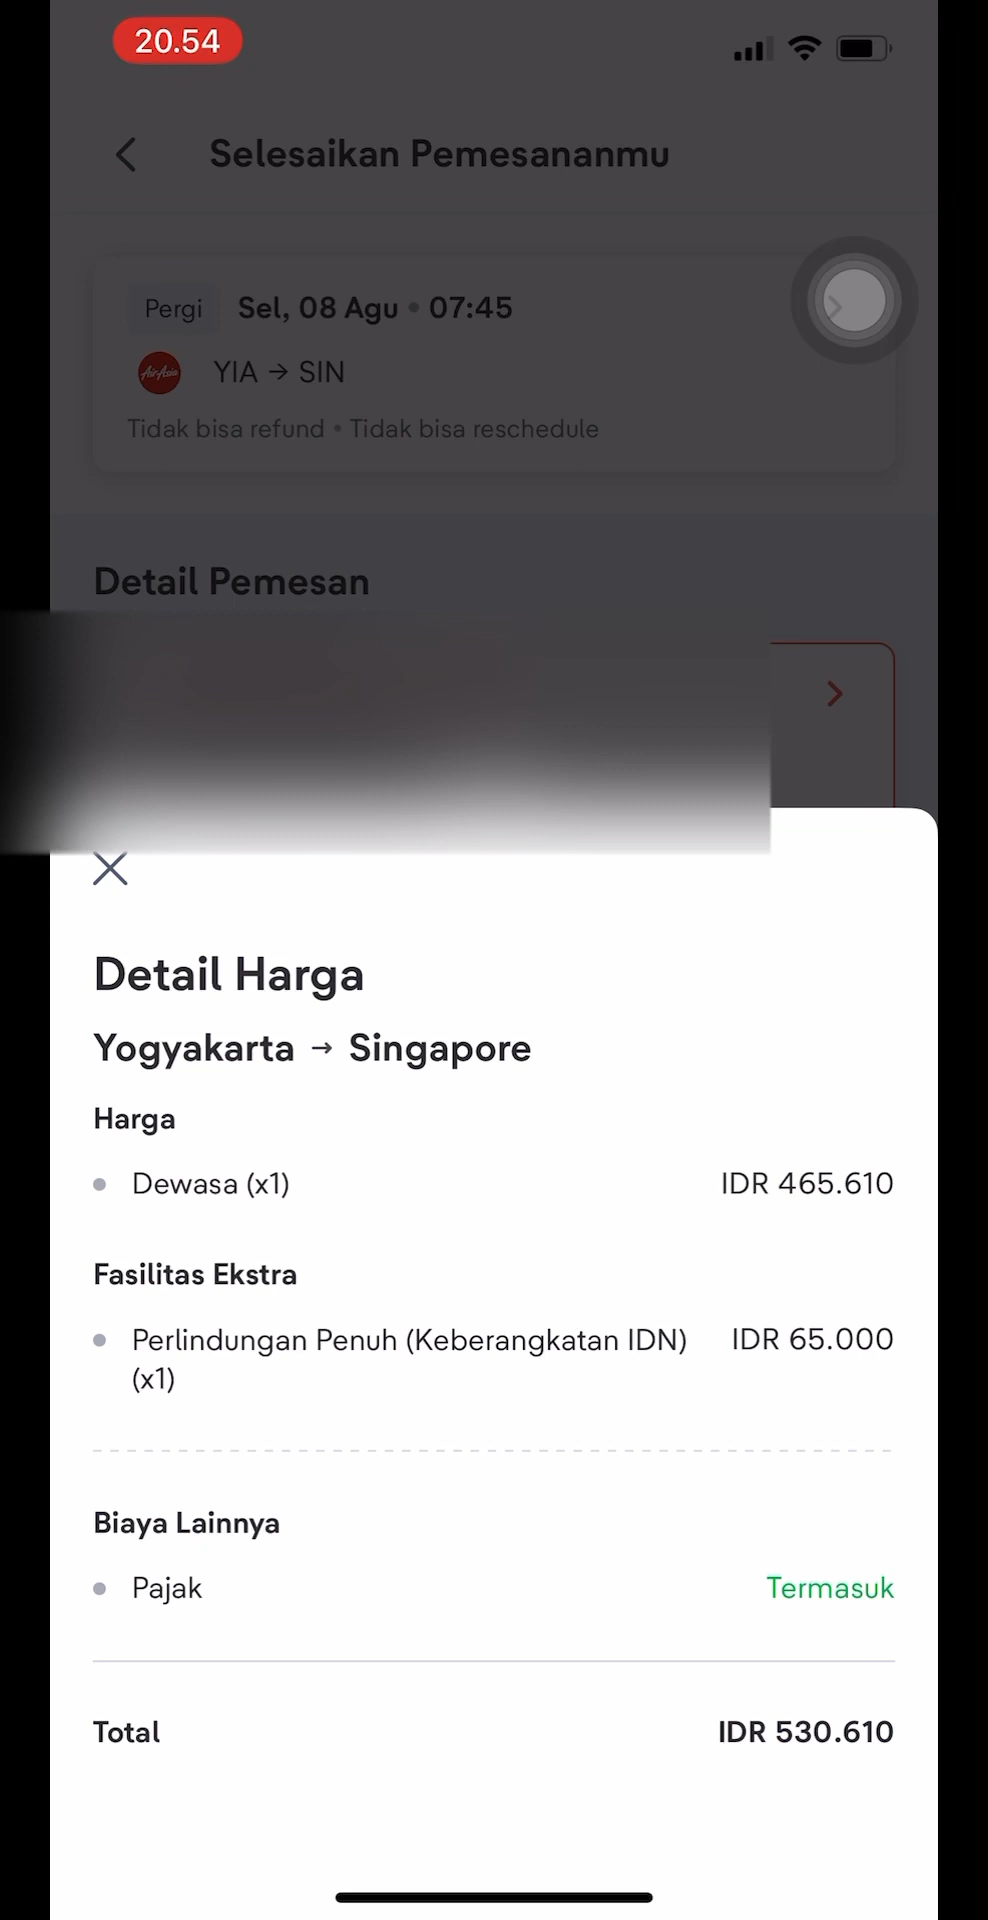 20.54
Selesaikan Pemesananmu
Pergi Sel, 08 Agu • 07:45
AirAsia YIA → SIN
Tidak bisa refund • Tidak bisa reschedule
Detail Pemesan
Detail Harga
Yogyakarta → Singapore
Harga
• Dewasa (x1) IDR 465.610
Fasilitas Ekstra
• Perlindungan Penuh (Keberangkatan IDN) IDR 65.000
(x1)
Biaya Lainnya
• Pajak Termasuk
Total IDR 530.610